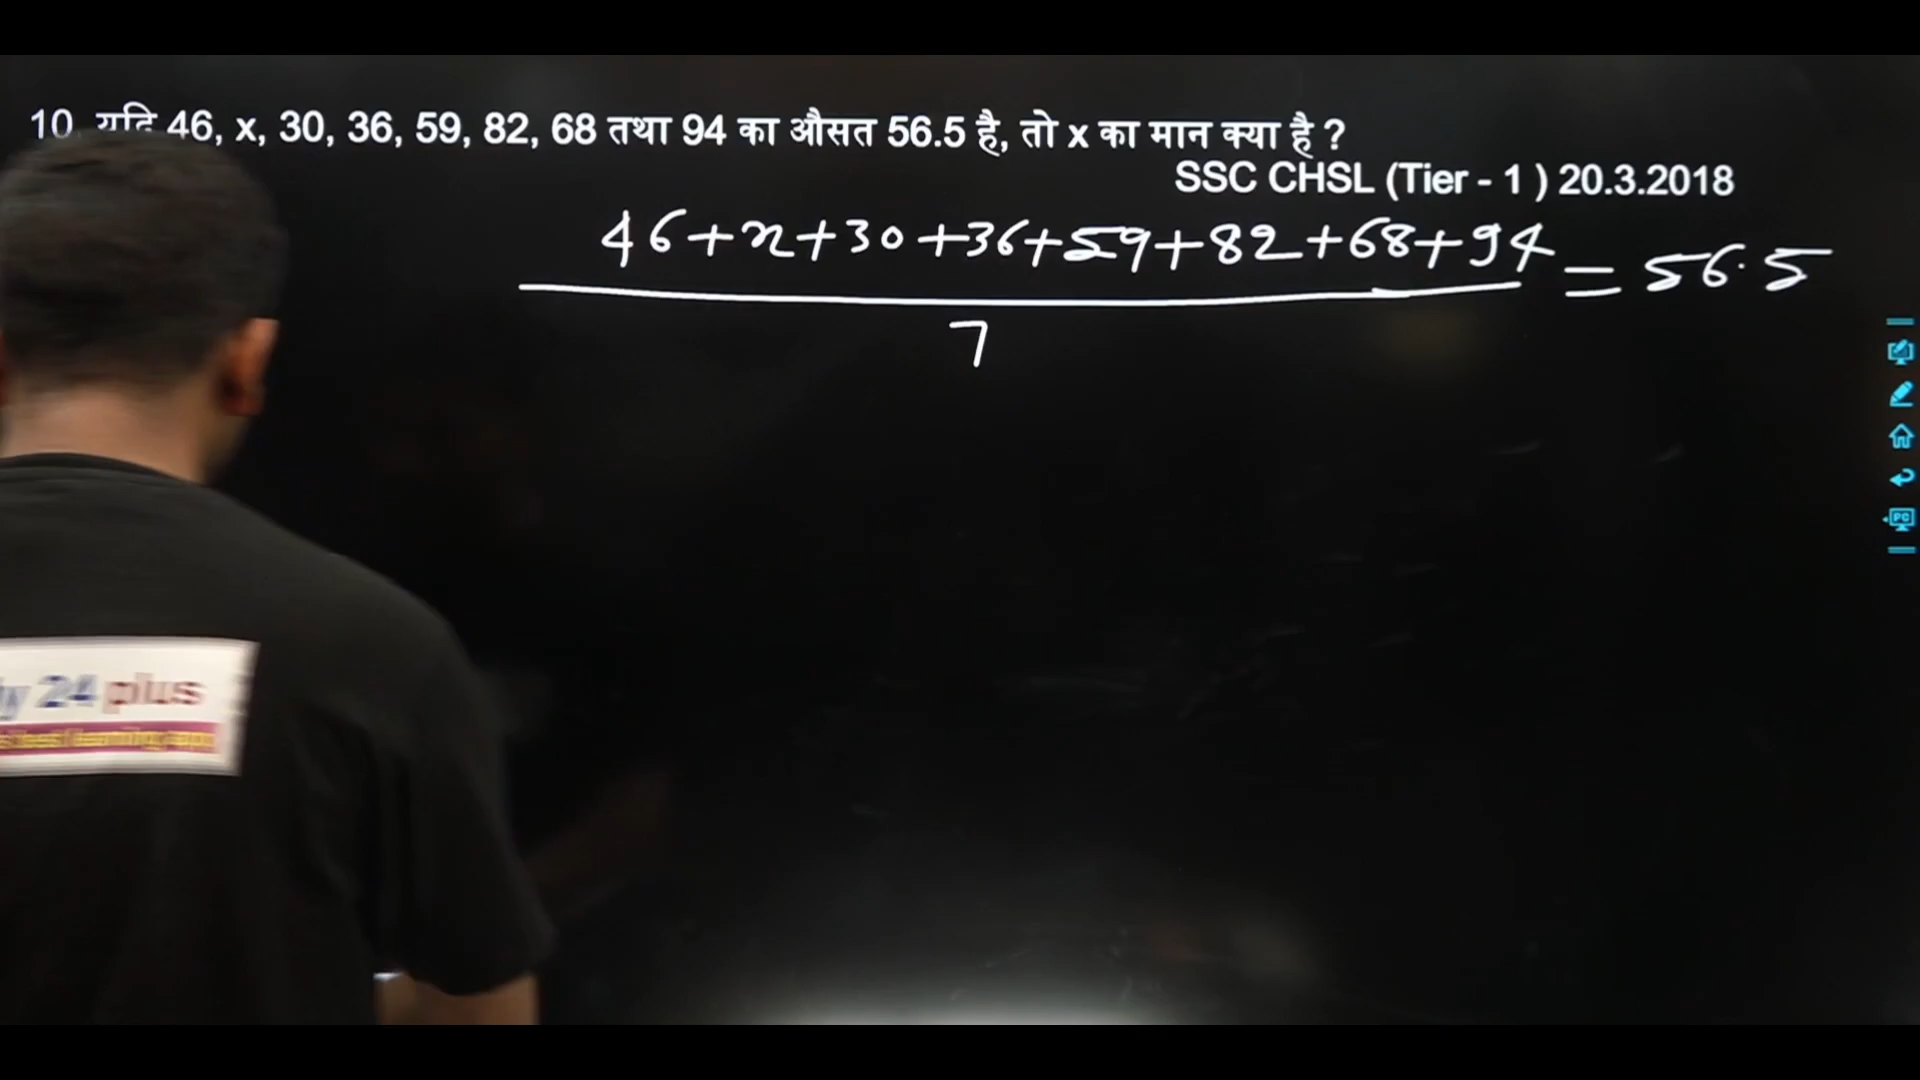 10. यदि 46, x, 30, 36, 59, 82, 68 तथा 94 का औसत 56.5 है, तो x का मान क्या है ?
SSC CHSL (Tier - 1 ) 20.3.2018
46+x+30+36+59+82+68+94 = 56.5
7
24 plus
PC